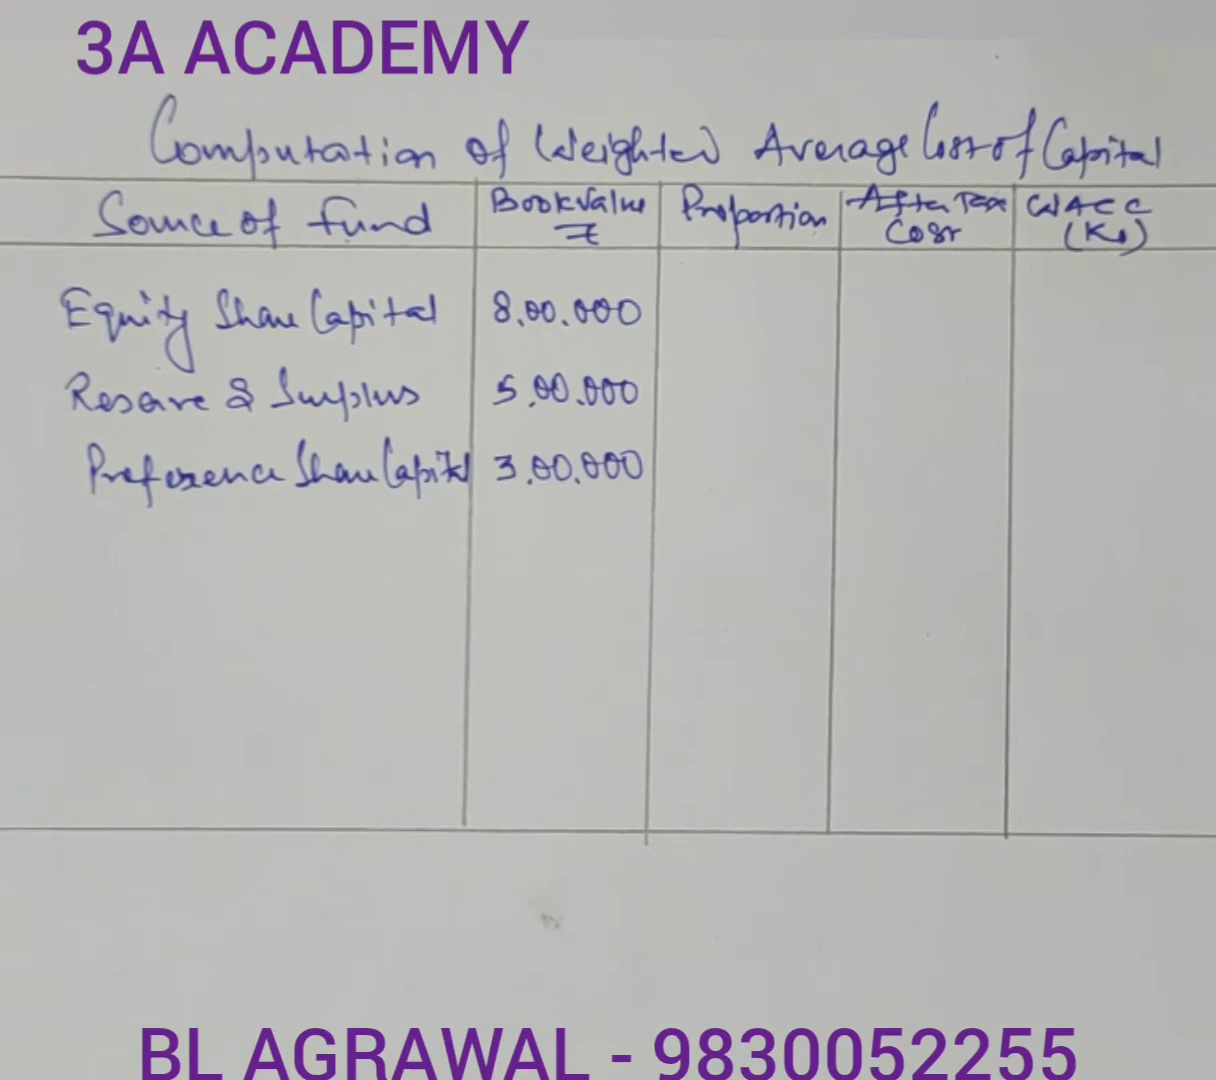 3A ACADEMY
Computation of Weighted Average Cost of Capital
Source of Fund Book Value ₹ Proportion After Tax Cost WACC (Ko)
Equity Share Capital 8,00,000
Reserve & Surplus 5,00,000
Preference Share Capital 3,00,000
BL AGRAWAL - 9830052255